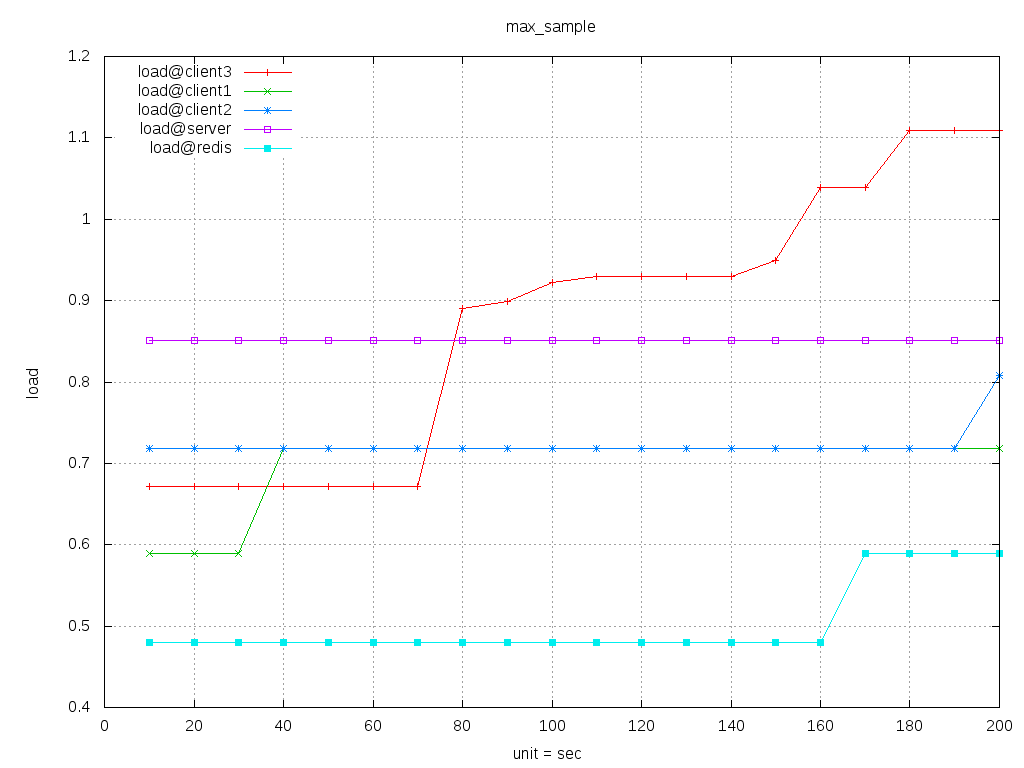 max_sample
1.2
1.1
1
0.9
0.8
0.7
0.6
0.5
0.4
load
load@client3
load@client1
load@client2
load@server
load@redis
0 20 40 60 80 100 120 140 160 180 200
unit = sec